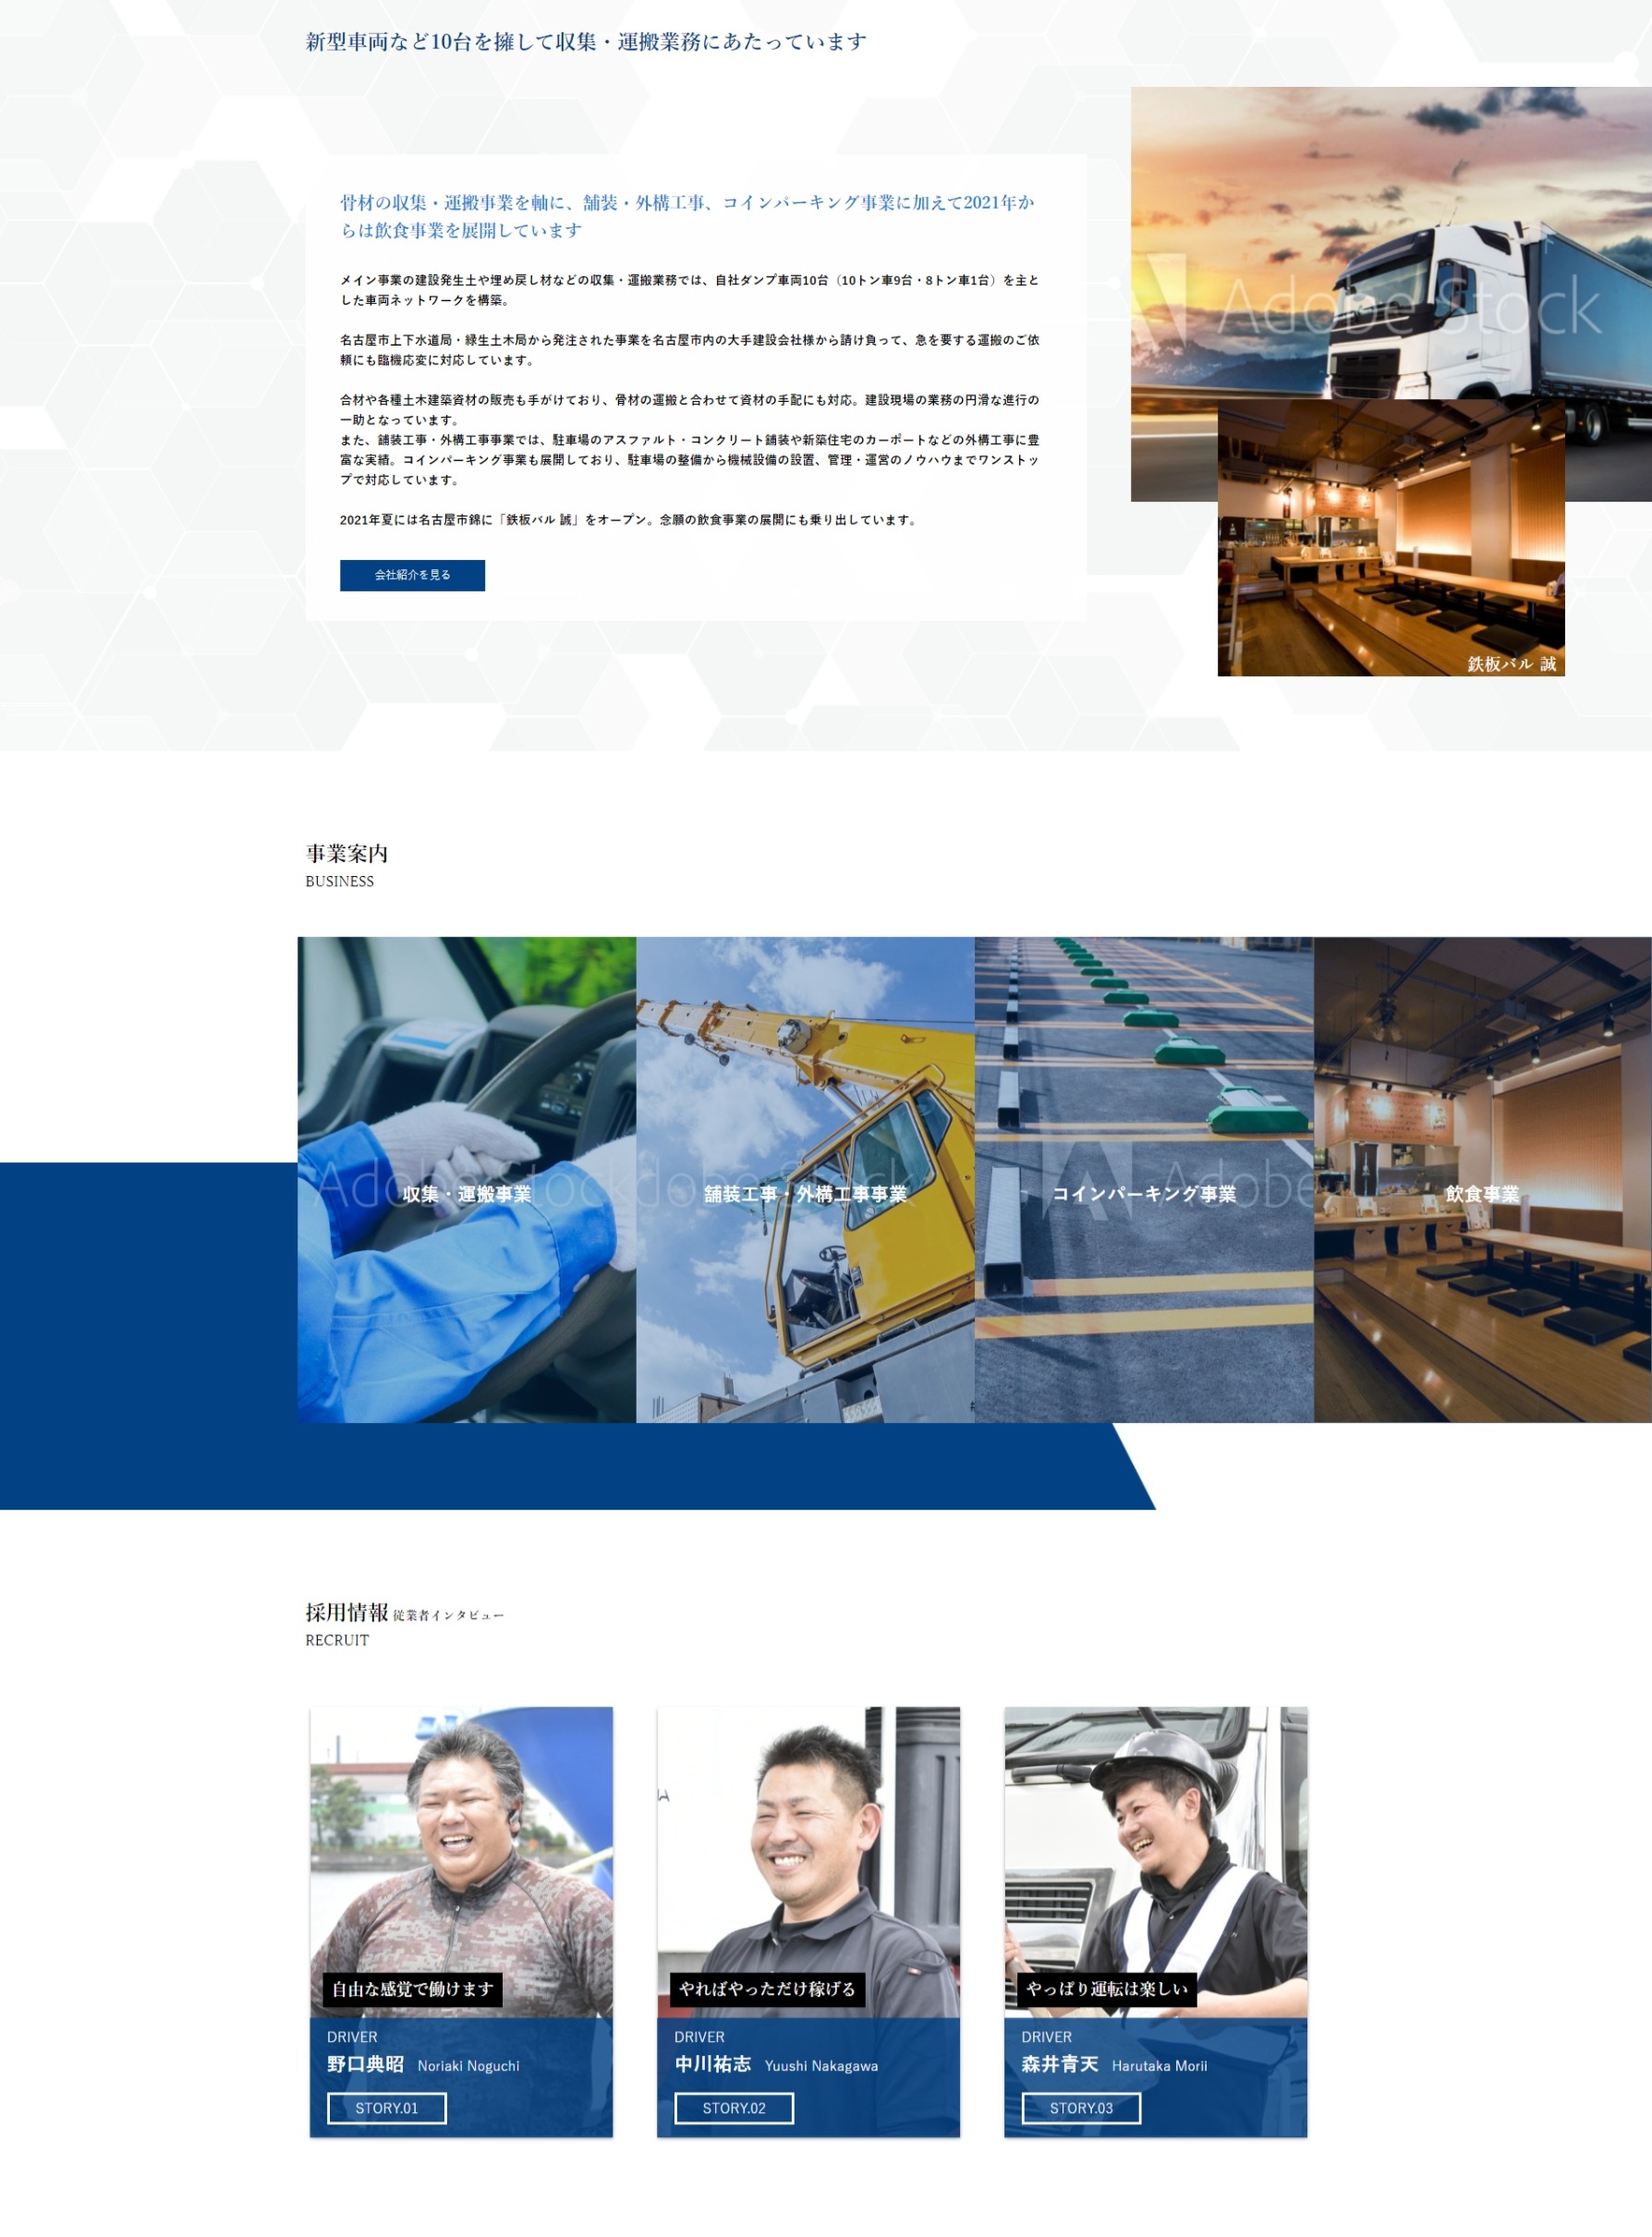 新型車両など10台を擁して収集・運搬業務にあたっています
骨材の収集・運搬事業を軸に、舗装・外構工事、コインパーキング事業に加えて2021年か
らは飲食事業を展開しています
メイン事業の建設発生土や埋め戻し材などの収集・運搬業務では、自社ダンプ車両10台（10トン車9台・8トン車1台）を主と
した車両ネットワークを構築。
名古屋市上下水道局・緑生土木局から発注された事業を名古屋市内の大手建設会社様から請け負って、急を要する運搬のご依
頼にも臨機応変に対応しています。
合材や各種土木建築資材の販売も手がけており、骨材の運搬と合わせて資材の手配にも対応。建設現場の業務の円滑な進行の
一助となっています。
また、舗装工事・外構工事事業では、駐車場のアスファルト・コンクリート舗装や新築住宅のカーポートなどの外構工事に豊
富な実績。コインパーキング事業も展開しており、駐車場の整備から機械設備の設置、管理・運営のノウハウまでワンストッ
プで対応しています。
2021年夏には名古屋市錦に「鉄板バル 誠」をオープン。念願の飲食事業の展開にも乗り出しています。
会社紹介を見る
Adobe Stock
鉄板バル 誠
事業案内
BUSINESS
Adobe Stock
収集・運搬事業
舗装工事・外構工事事業
コインパーキング事業
Adobe
飲食事業
採用情報 従業者インタビュー
RECRUIT
自由な感覚で働けます
DRIVER
野口典昭 Noriaki Noguchi
STORY.01
やればやっただけ稼げる
DRIVER
中川祐志 Yuushi Nakagawa
STORY.02
やっぱり運転は楽しい
DRIVER
森井青天 Harutaka Morii
STORY.03